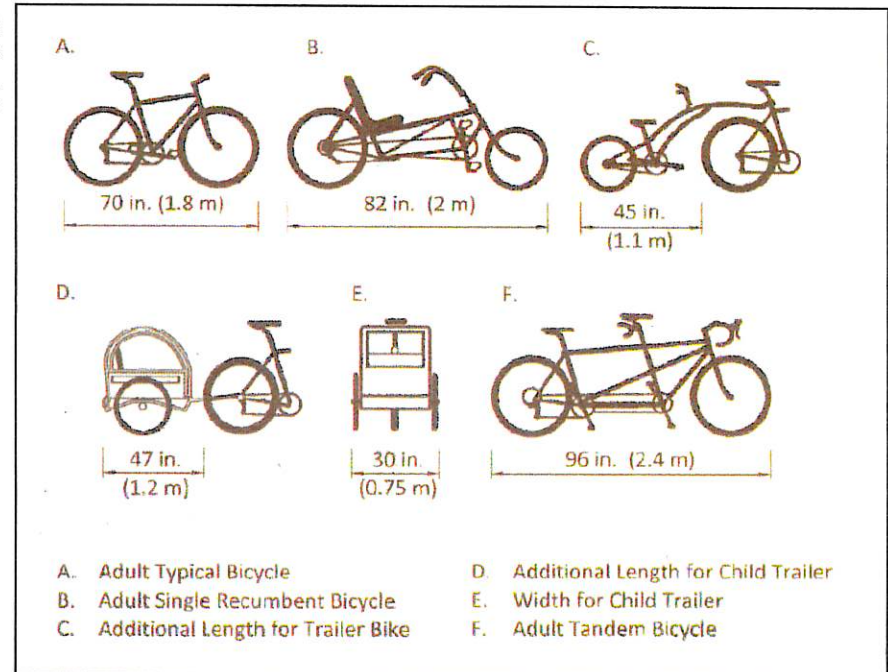 A.
B.
C.
70 in. (1.8 m)
82 in. (2 m)
45 in.
(1.1 m)
D.
E.
F.
47 in.
(1.2 m)
30 in.
(0.75 m)
96 in. (2.4 m)
A. Adult Typical Bicycle
B. Adult Single Recumbent Bicycle
C. Additional Length for Trailer Bike
D. Additional Length for Child Trailer
E. Width for Child Trailer
F. Adult Tandem Bicycle